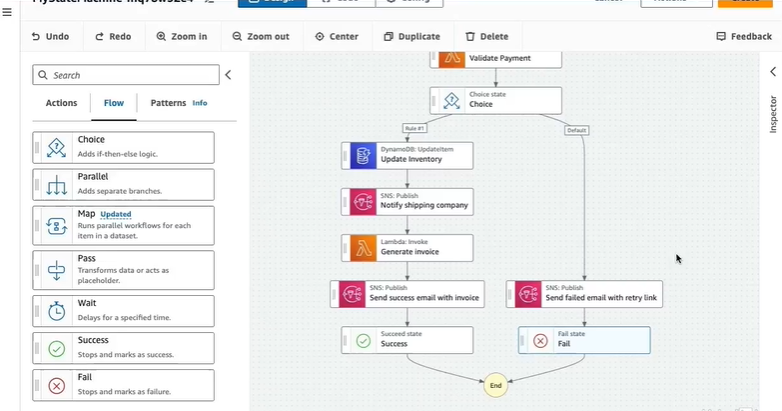 Design
Undo
Redo
Zoom in
Zoom out
Center
Duplicate
Delete
Feedback
Search
Actions
Flow
Patterns
Info
Choice
Adds if-then-else logic.
Parallel
Adds separate branches.
Map Updated
Runs parallel workflows for each
item in a dataset.
Pass
Transforms data or acts as
placeholder.
Wait
Delays for a specified time.
Success
Stops and marks as success.
Fail
Stops and marks as failure.
Validate Payment
Choice state
Choice
Rule #1
Default
DynamoDB: UpdateItem
Update Inventory
SNS: Publish
Notify shipping company
Lambda: Invoke
Generate invoice
SNS: Publish
Send success email with invoice
SNS: Publish
Send failed email with retry link
Succeed state
Success
Fail state
Fail
End
Inspector